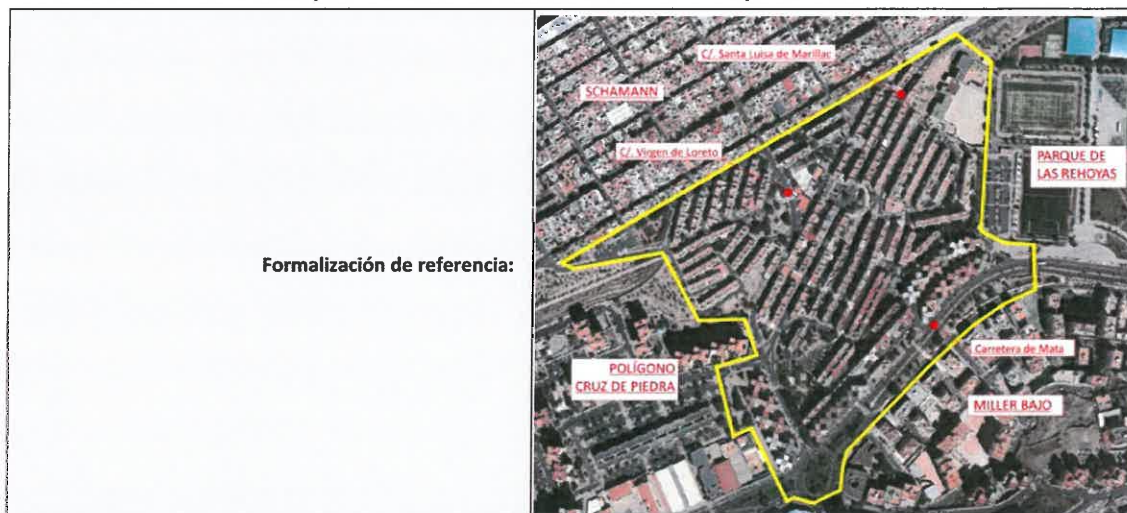 Formalización de referencia:
C/. Santa Luisa de Marillac
SCHAMANN
C/. Virgen de Loreto
PARQUE DE
LAS REHOYAS
Carretera de Mata
POLÍGONO
CRUZ DE PIEDRA
MILLER BAJO